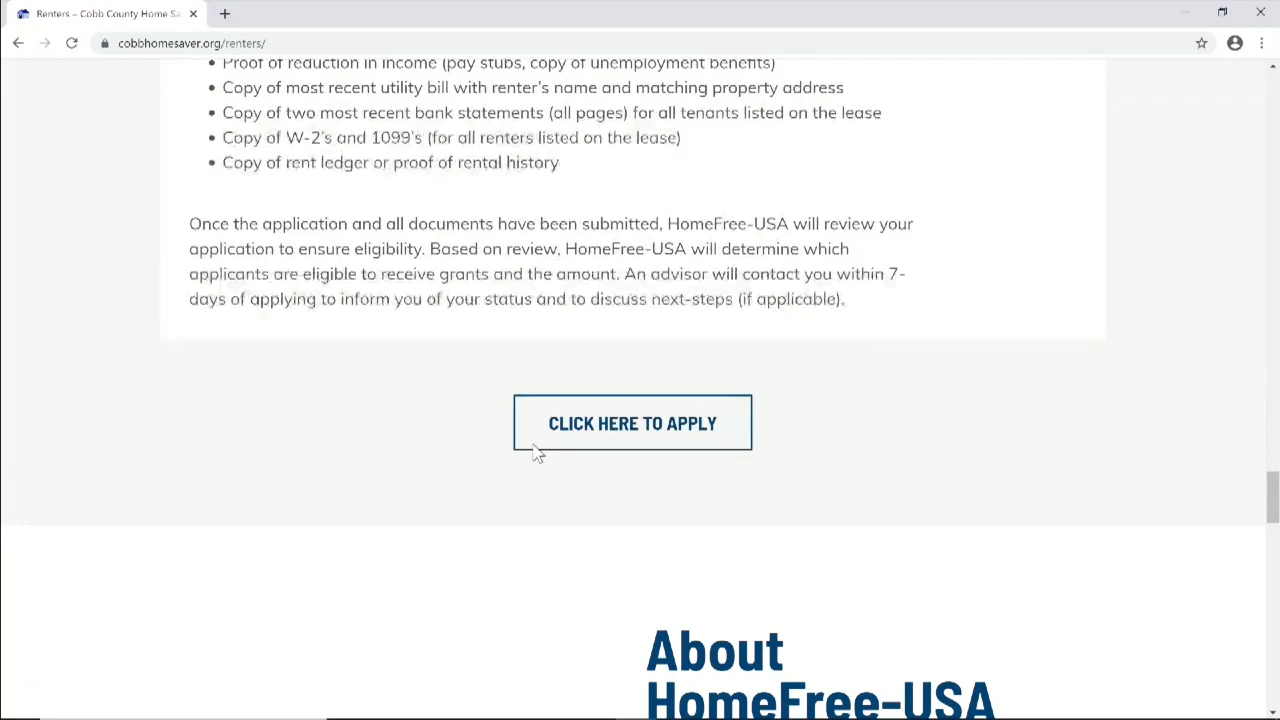 Renters – Cobb County Home Sa
cobbhomesaver.org/renters/
• Proof of reduction in income (pay stubs, copy of unemployment benefits)
• Copy of most recent utility bill with renter's name and matching property address
• Copy of two most recent bank statements (all pages) for all tenants listed on the lease
• Copy of W-2's and 1099's (for all renters listed on the lease)
• Copy of rent ledger or proof of rental history
Once the application and all documents have been submitted, HomeFree-USA will review your
application to ensure eligibility. Based on review, HomeFree-USA will determine which
applicants are eligible to receive grants and the amount. An advisor will contact you within 7-
days of applying to inform you of your status and to discuss next-steps (if applicable).
CLICK HERE TO APPLY
About
HomeFree-USA